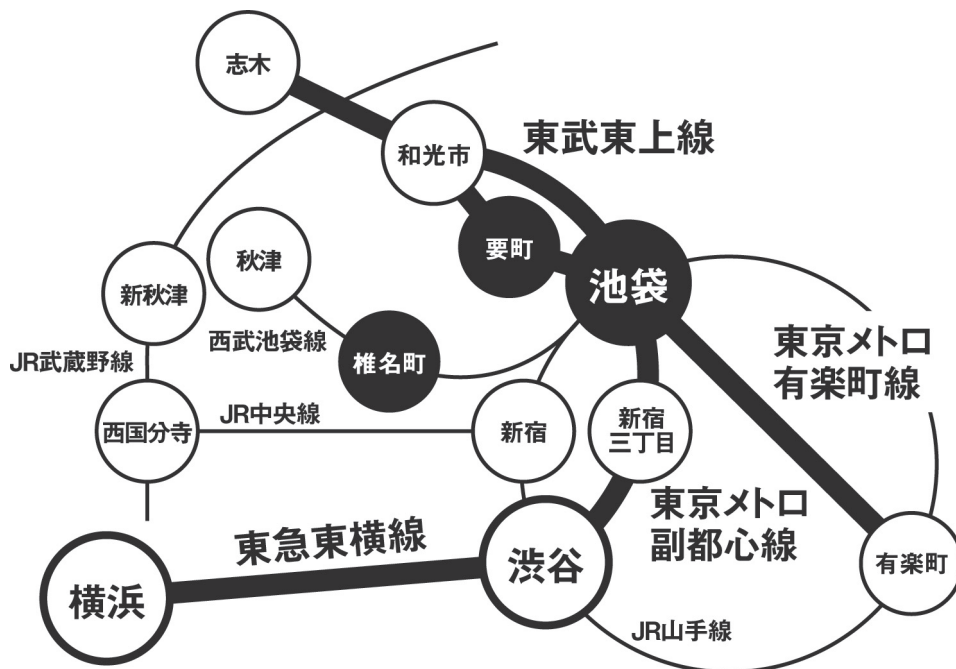 志木
和光市
東武東上線
要町
池袋
秋津
新秋津
西武池袋線
JR武蔵野線
椎名町
東京メトロ
有楽町線
JR中央線
西国分寺
新宿
新宿
三丁目
東京メトロ
副都心線
東急東横線
渋谷
有楽町
横浜
JR山手線